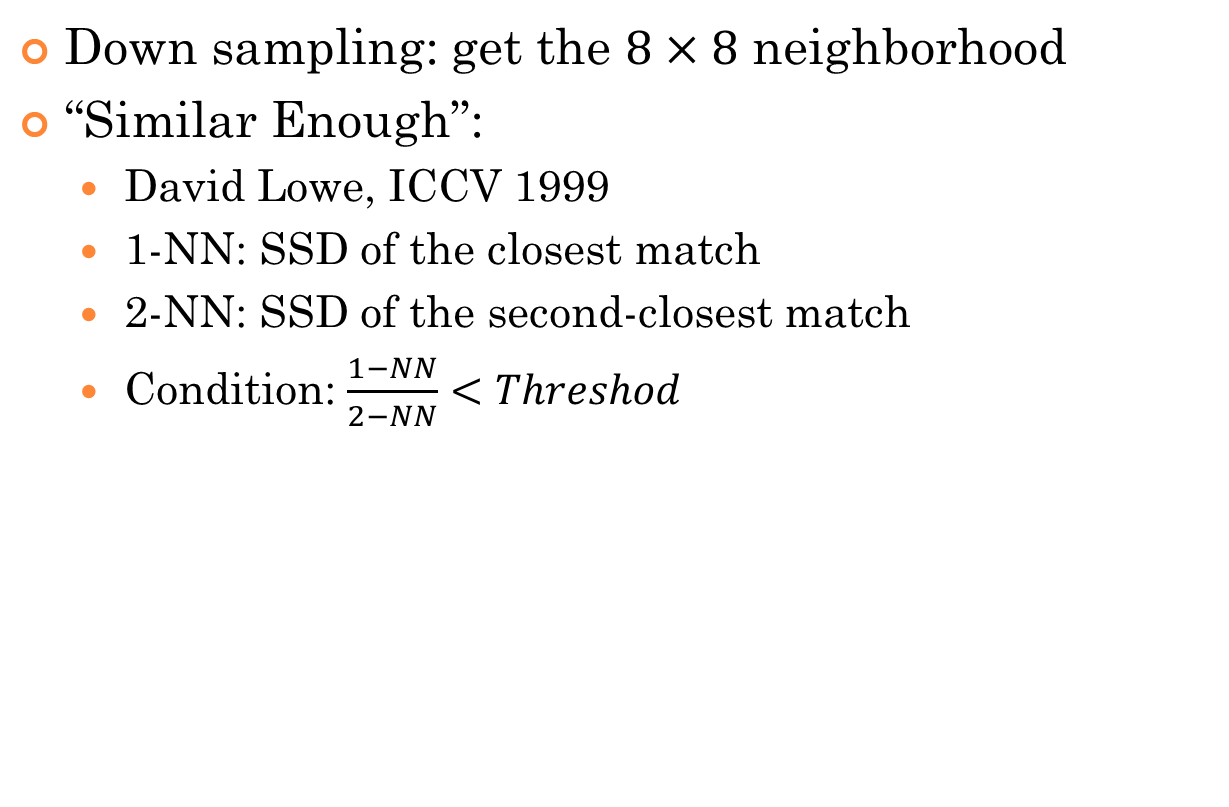 Down sampling: get the 8 × 8 neighborhood
“Similar Enough”:
David Lowe, ICCV 1999
1-NN: SSD of the closest match
2-NN: SSD of the second-closest match
Condition: 1−NN / 2−NN < Threshod